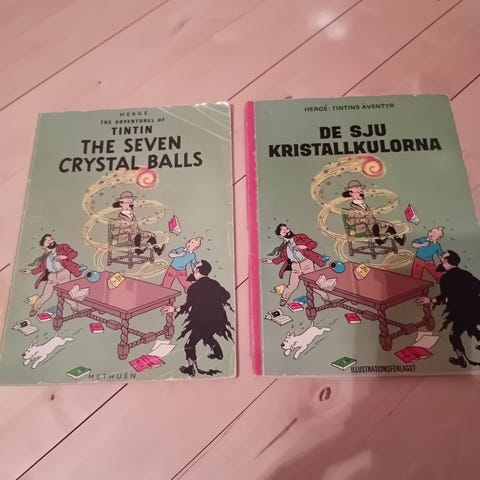 HERGÉ
THE ADVENTURES OF
TINTIN
THE SEVEN
CRYSTAL BALLS
METHUEN
HERGÉ: TINTINS ÄVENTYR
DE SJU
KRISTALLKULORNA
ILLUSTRATIONSFÖRLAGET